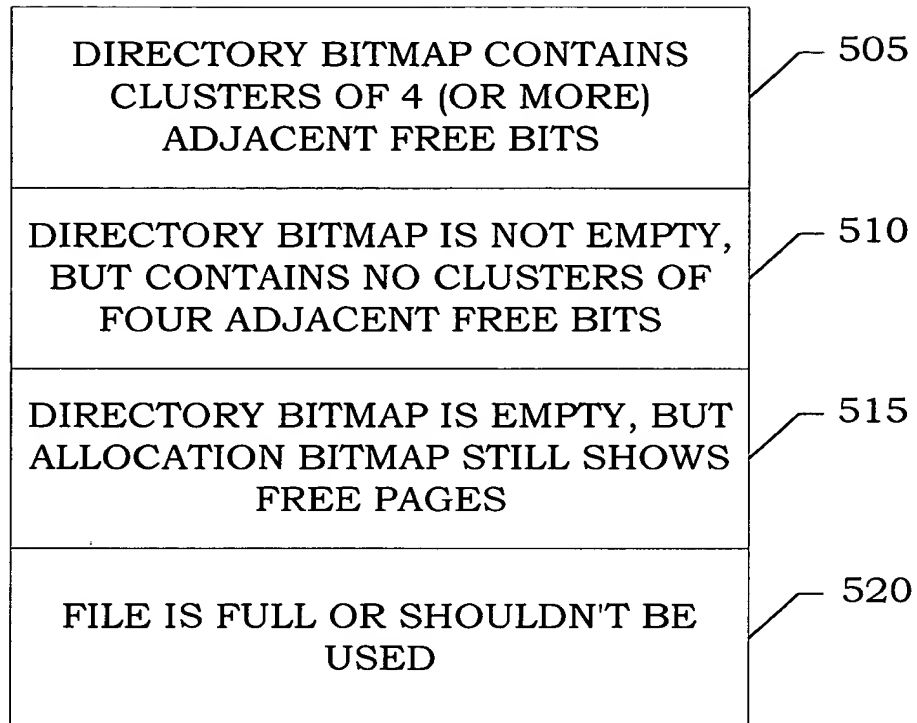 DIRECTORY BITMAP CONTAINS
CLUSTERS OF 4 (OR MORE)
ADJACENT FREE BITS
505
DIRECTORY BITMAP IS NOT EMPTY,
BUT CONTAINS NO CLUSTERS OF
FOUR ADJACENT FREE BITS
510
DIRECTORY BITMAP IS EMPTY, BUT
ALLOCATION BITMAP STILL SHOWS
FREE PAGES
515
FILE IS FULL OR SHOULDN'T BE
USED
520